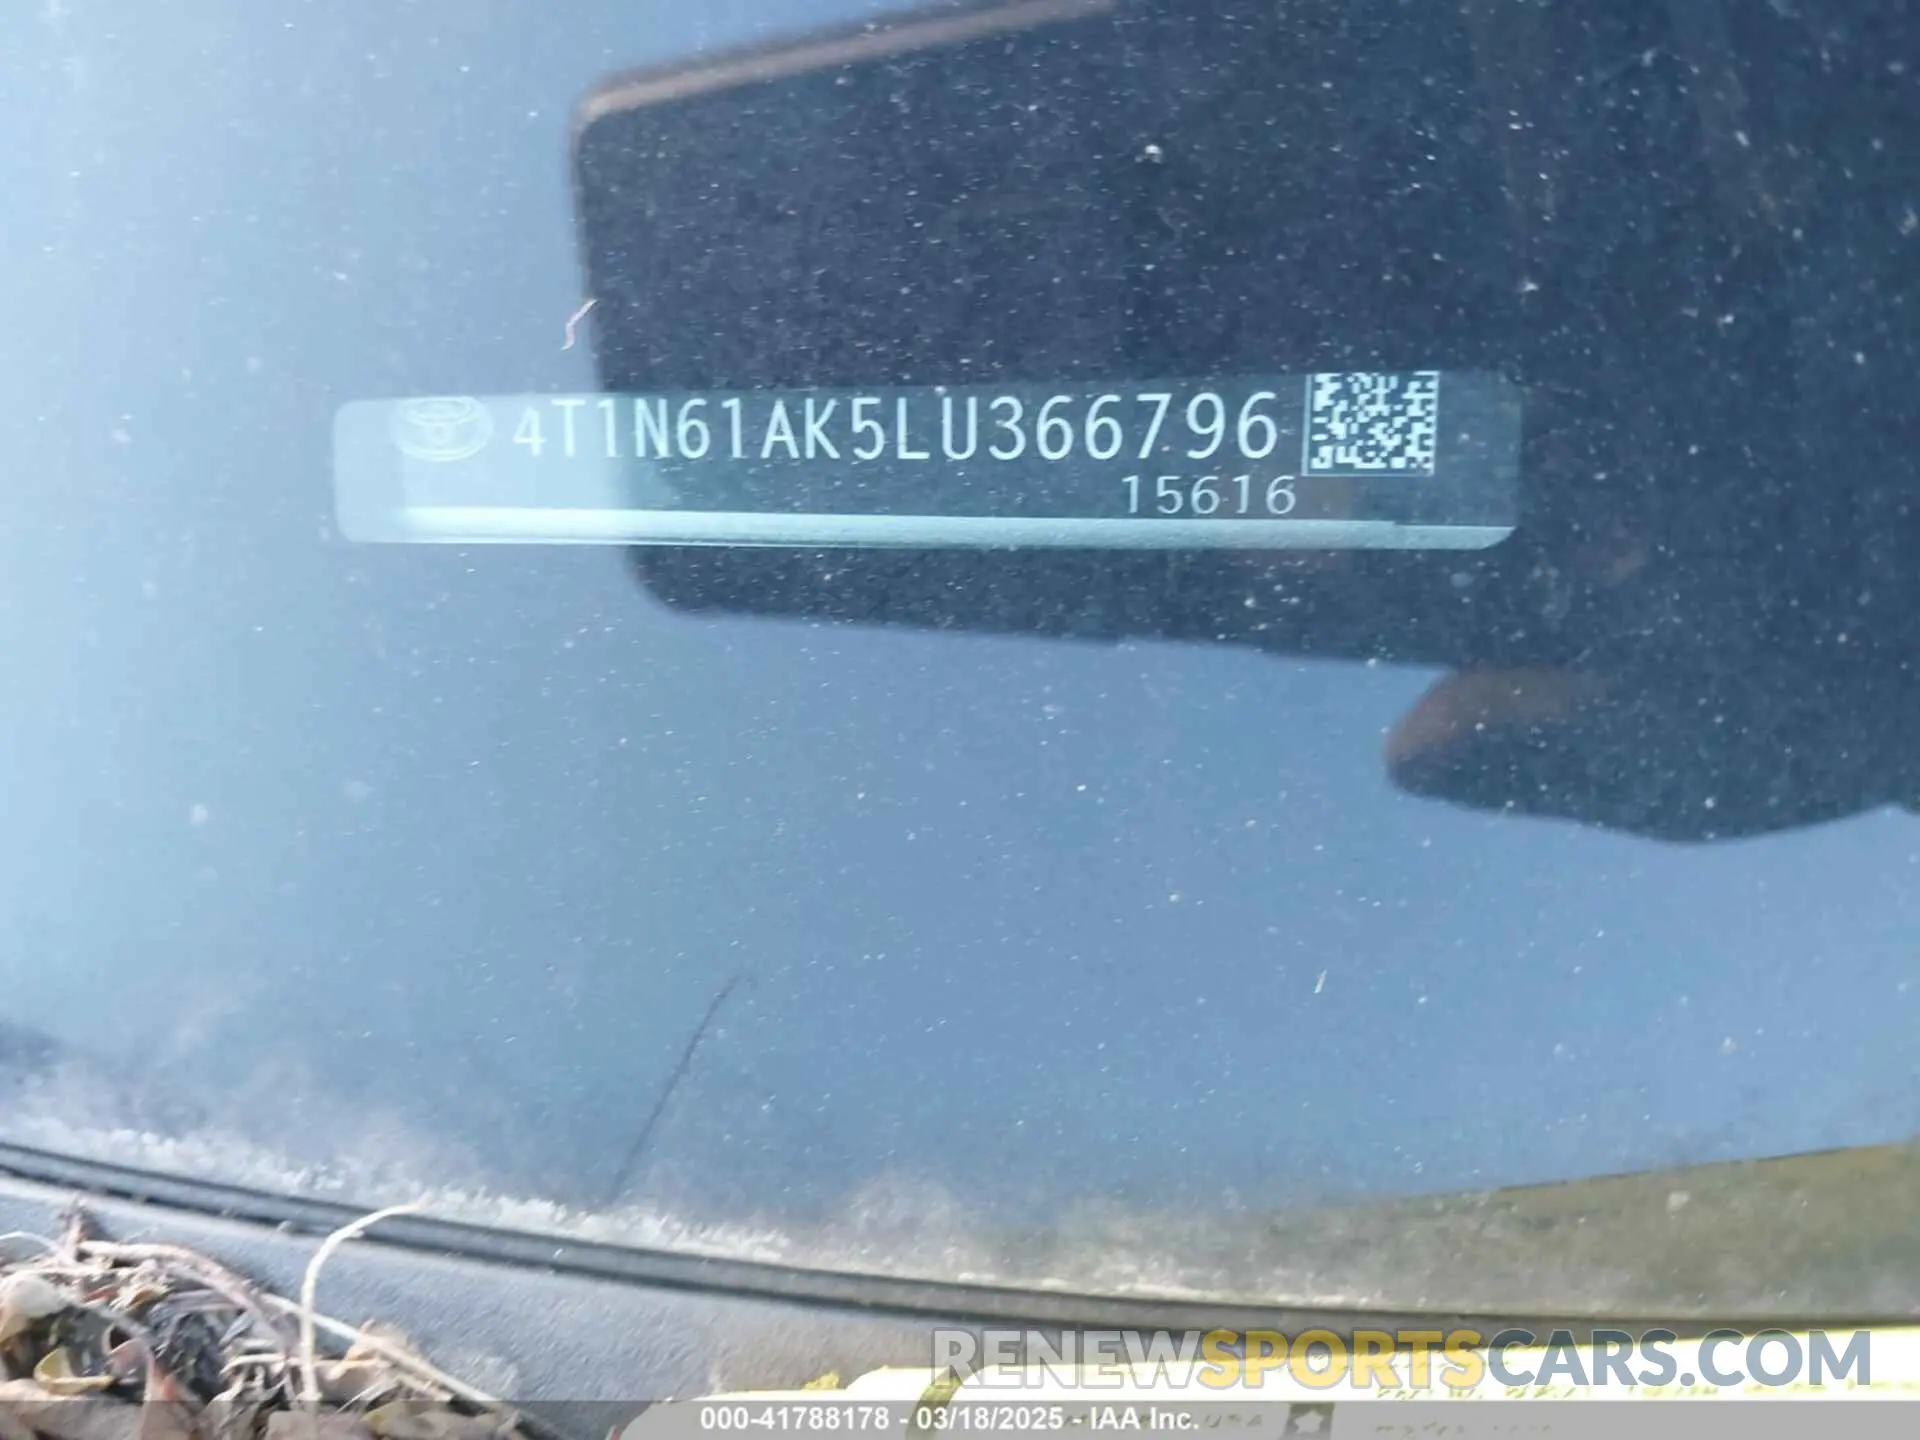 4T1N61AK5LU366796
15616
RENEWSPORTSCARS.COM
000-41788178 - 03/18/2025 - IAA Inc.